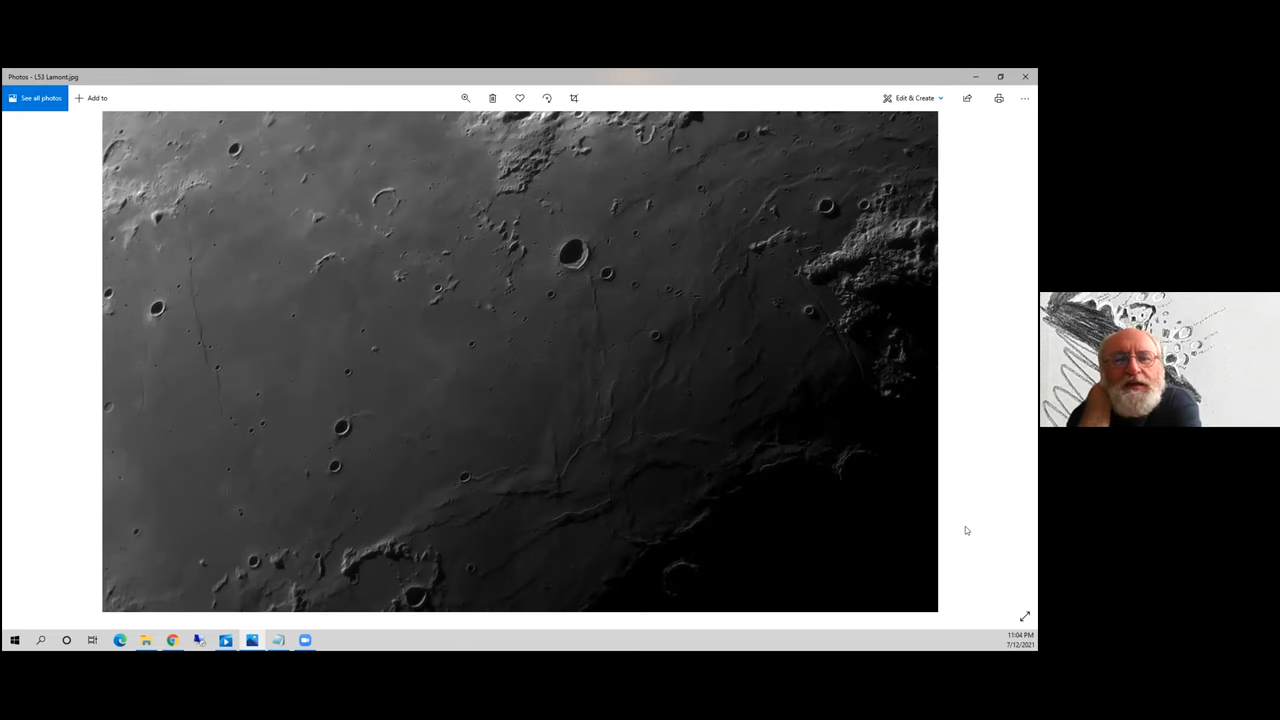 Photos - L53 Lamont.jpg
See all photos
Add to
Edit & Create
11:04 PM
7/12/2021